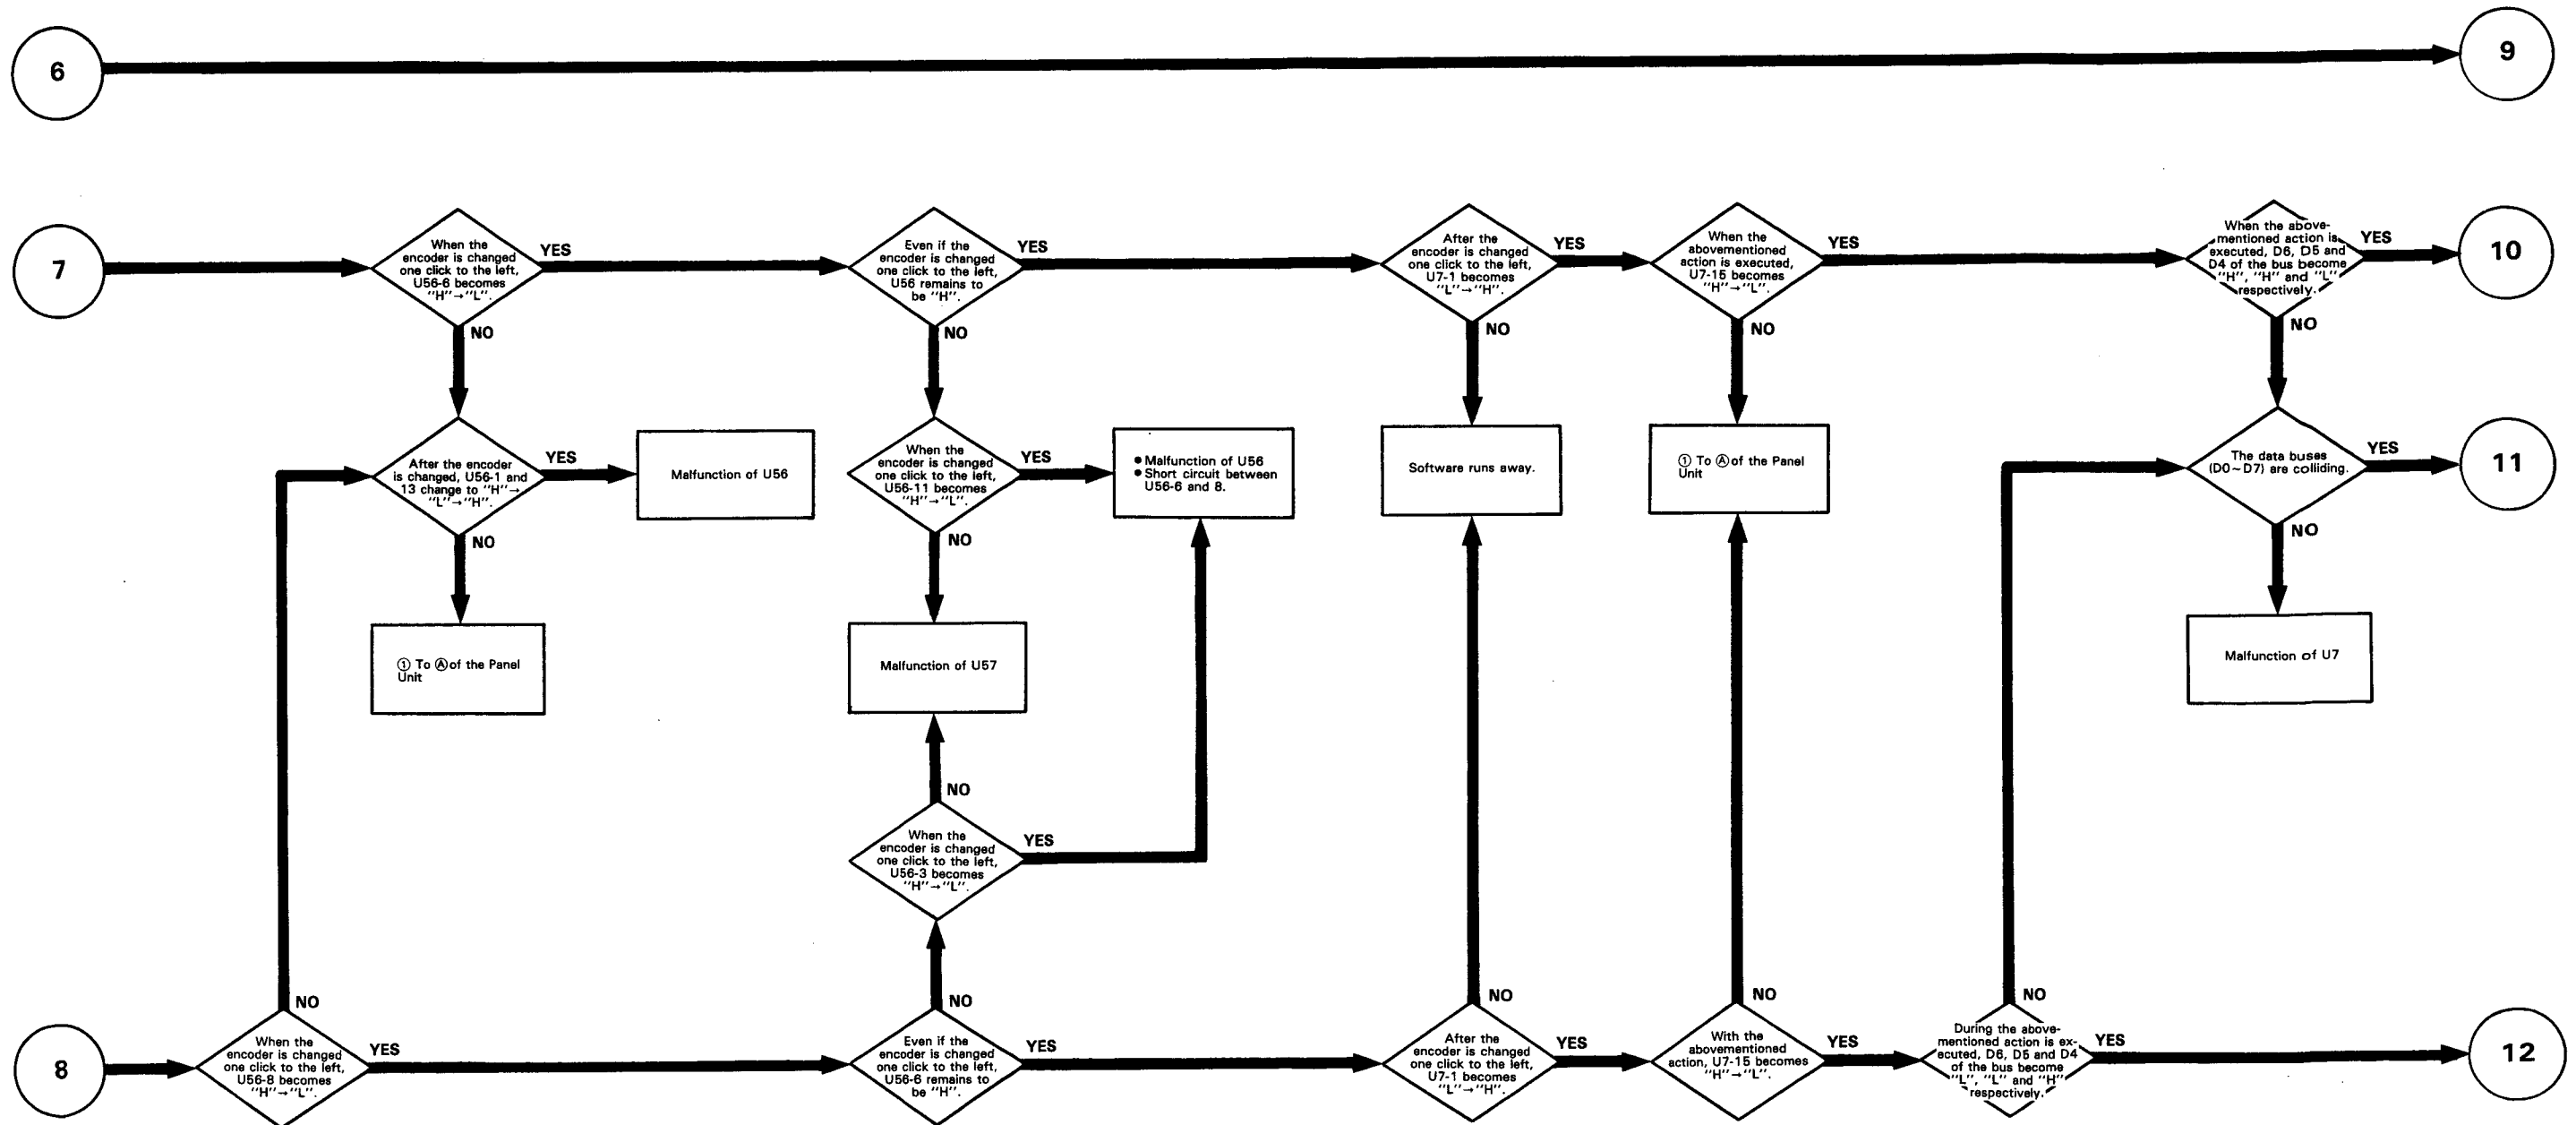 6
9
7
When the
encoder is changed
one click to the left,
U56-6 becomes
"H"→"L".
YES
NO
Even if the
encoder is changed
one click to the left,
U56 remains to
be "H".
YES
NO
After the
encoder is changed
one click to the left,
U7-1 becomes
"L"→"H".
YES
NO
When the
abovementioned
action is executed,
U7-15 becomes
"H"→"L".
YES
NO
When the above-
mentioned action is
executed, D6, D5 and
D4 of the bus become
"H", "H" and "L"
respectively.
YES
NO
10
After the encoder
is changed, U56-1 and
13 change to "H"→
"L"→"H".
YES
NO
Malfunction of U56
When the
encoder is changed
one click to the left,
U56-11 becomes
"H"→"L".
YES
NO
●Malfunction of U56
●Short circuit between
U56-6 and 8.
Software runs away.
① To Ⓐof the Panel
Unit
The data buses
(D0~D7) are colliding.
YES
NO
11
① To Ⓐof the Panel
Unit
Malfunction of U57
Malfunction of U7
NO
When the
encoder is changed
one click to the left,
U56-3 becomes
"H"→"L".
YES
8
NO
When the
encoder is changed
one click to the left,
U56-8 becomes
"H"→"L".
YES
NO
Even if the
encoder is changed
one click to the left,
U56-6 remains to
be "H".
YES
NO
After the
encoder is changed
one click to the left,
U7-1 becomes
"L"→"H".
YES
NO
With the
abovementioned
action, U7-15 becomes
"H"→"L".
YES
NO
During the above-
mentioned action is ex-
ecuted, D6, D5 and D4
of the bus become
"L", "L" and "H"
respectively.
YES
12